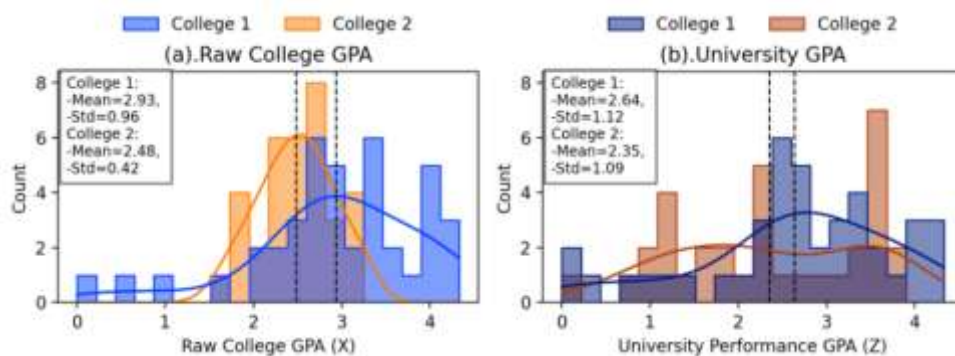 College 1 College 2 College 1 College 2
(a).Raw College GPA (b).University GPA
College 1:
-Mean=2.93,
-Std=0.96
College 2:
-Mean=2.48,
-Std=0.42
8
6
4
2
0
Count
0 1 2 3 4
Raw College GPA (X)
College 1:
-Mean=2.64,
-Std=1.12
College 2:
-Mean=2.35,
-Std=1.09
8
6
4
2
0
Count
0 1 2 3 4
University Performance GPA (Z)